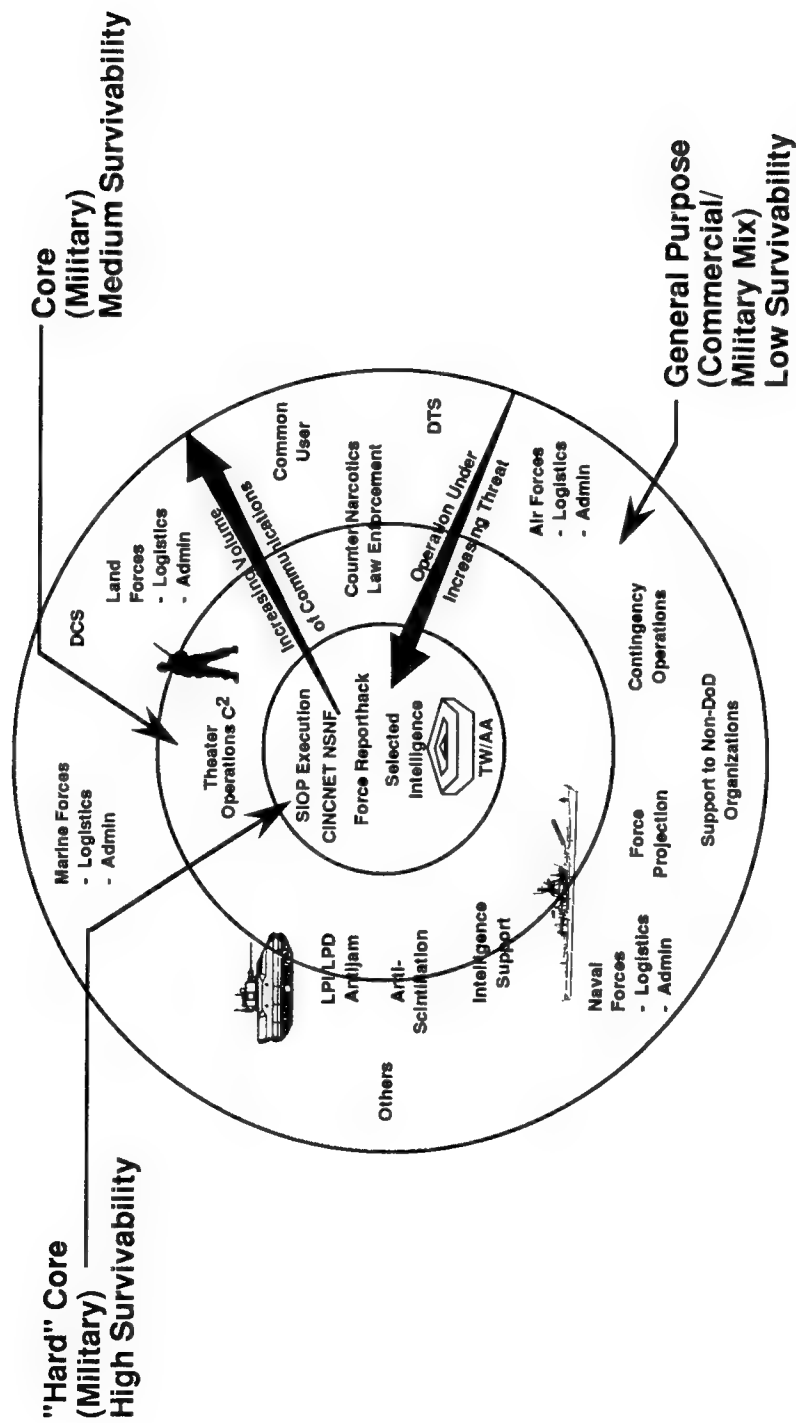 "Hard" Core
(Military)
High Survivability
Core
(Military)
Medium Survivability
General Purpose
(Commercial/
Military Mix)
Low Survivability
Marine Forces
- Logistics
- Admin
DCS
Land
Forces
- Logistics
- Admin
Common
User
Increasing Volume
of Communications
Theater
Operations C²
Counter Narcotics
Law Enforcement
DTS
Operation Under
Increasing Threat
Air Forces
- Logistics
- Admin
SIOP Execution
CINCNET NSNF
Force Reporthack
Selected
Intelligence
TW/AA
LPI/LPD
Antijam
Anti-
Scintillation
Intelligence
Support
Others
Naval
Forces
- Logistics
- Admin
Force
Projection
Contingency
Operations
Support to Non-DoD
Organizations